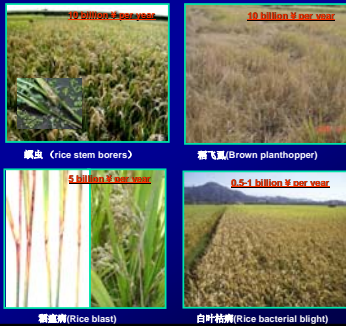 10 billion ¥ per year
10 billion ¥ per year
螟虫 （rice stem borers）
稻飞虱(Brown planthopper)
5 billion ¥ per year
0.5-1 billion ¥ per year
稻瘟病(Rice blast)
白叶枯病(Rice bacterial blight)